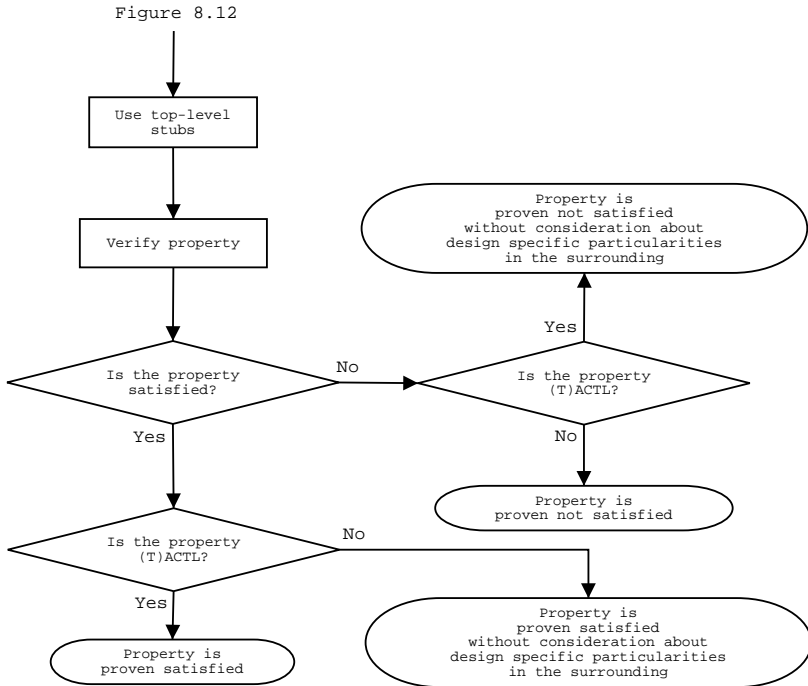 Figure 8.12
Use top-level
stubs
Verify property
Property is
proven not satisfied
without consideration about
design specific particularities
in the surrounding
Yes
Is the property
satisfied?
No
Is the property
(T)ACTL?
Yes
No
Property is
proven not satisfied
Is the property
(T)ACTL?
No
Yes
Property is
proven satisfied
Property is
proven satisfied
without consideration about
design specific particularities
in the surrounding